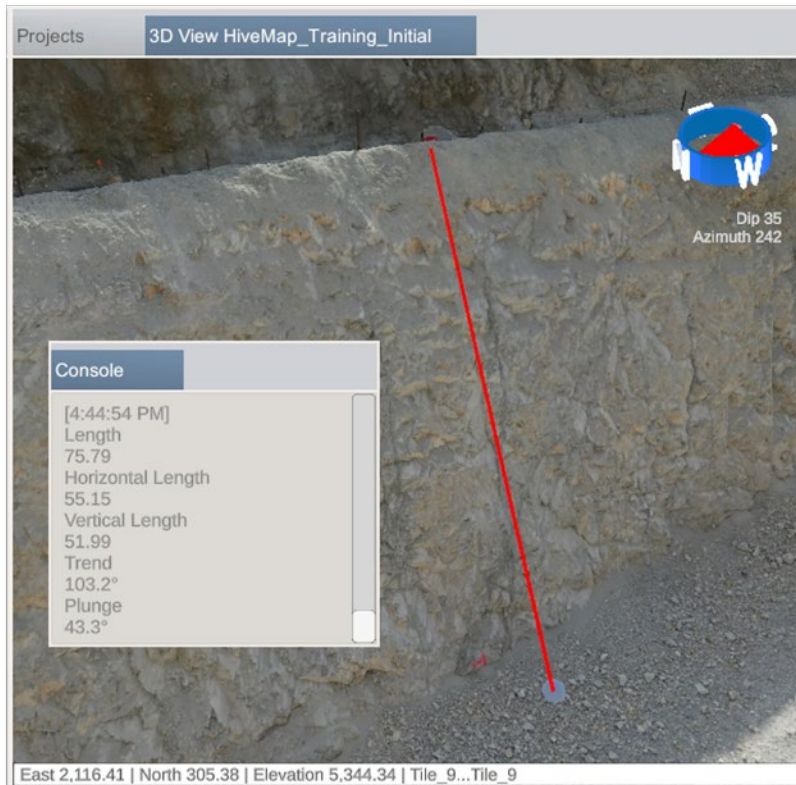 Projects
3D View HiveMap_Training_Initial
N
W
Dip 35
Azimuth 242
Console
[4:44:54 PM]
Length
75.79
Horizontal Length
55.15
Vertical Length
51.99
Trend
103.2°
Plunge
43.3°
East 2,116.41 | North 305.38 | Elevation 5,344.34 | Tile_9...Tile_9